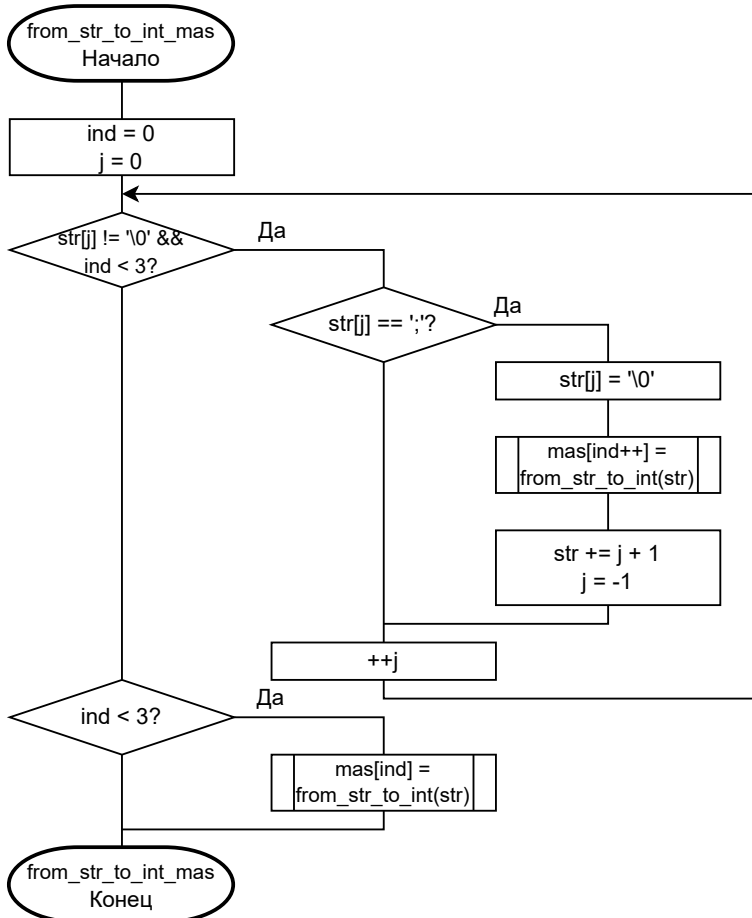 from_str_to_int_mas
Начало
ind = 0
j = 0
str[j] != '\0' &&
ind < 3?
Да
str[j] == ';'?
Да
str[j] = '\0'
mas[ind++] =
from_str_to_int(str)
str += j + 1
j = -1
++j
ind < 3?
Да
mas[ind] =
from_str_to_int(str)
from_str_to_int_mas
Конец